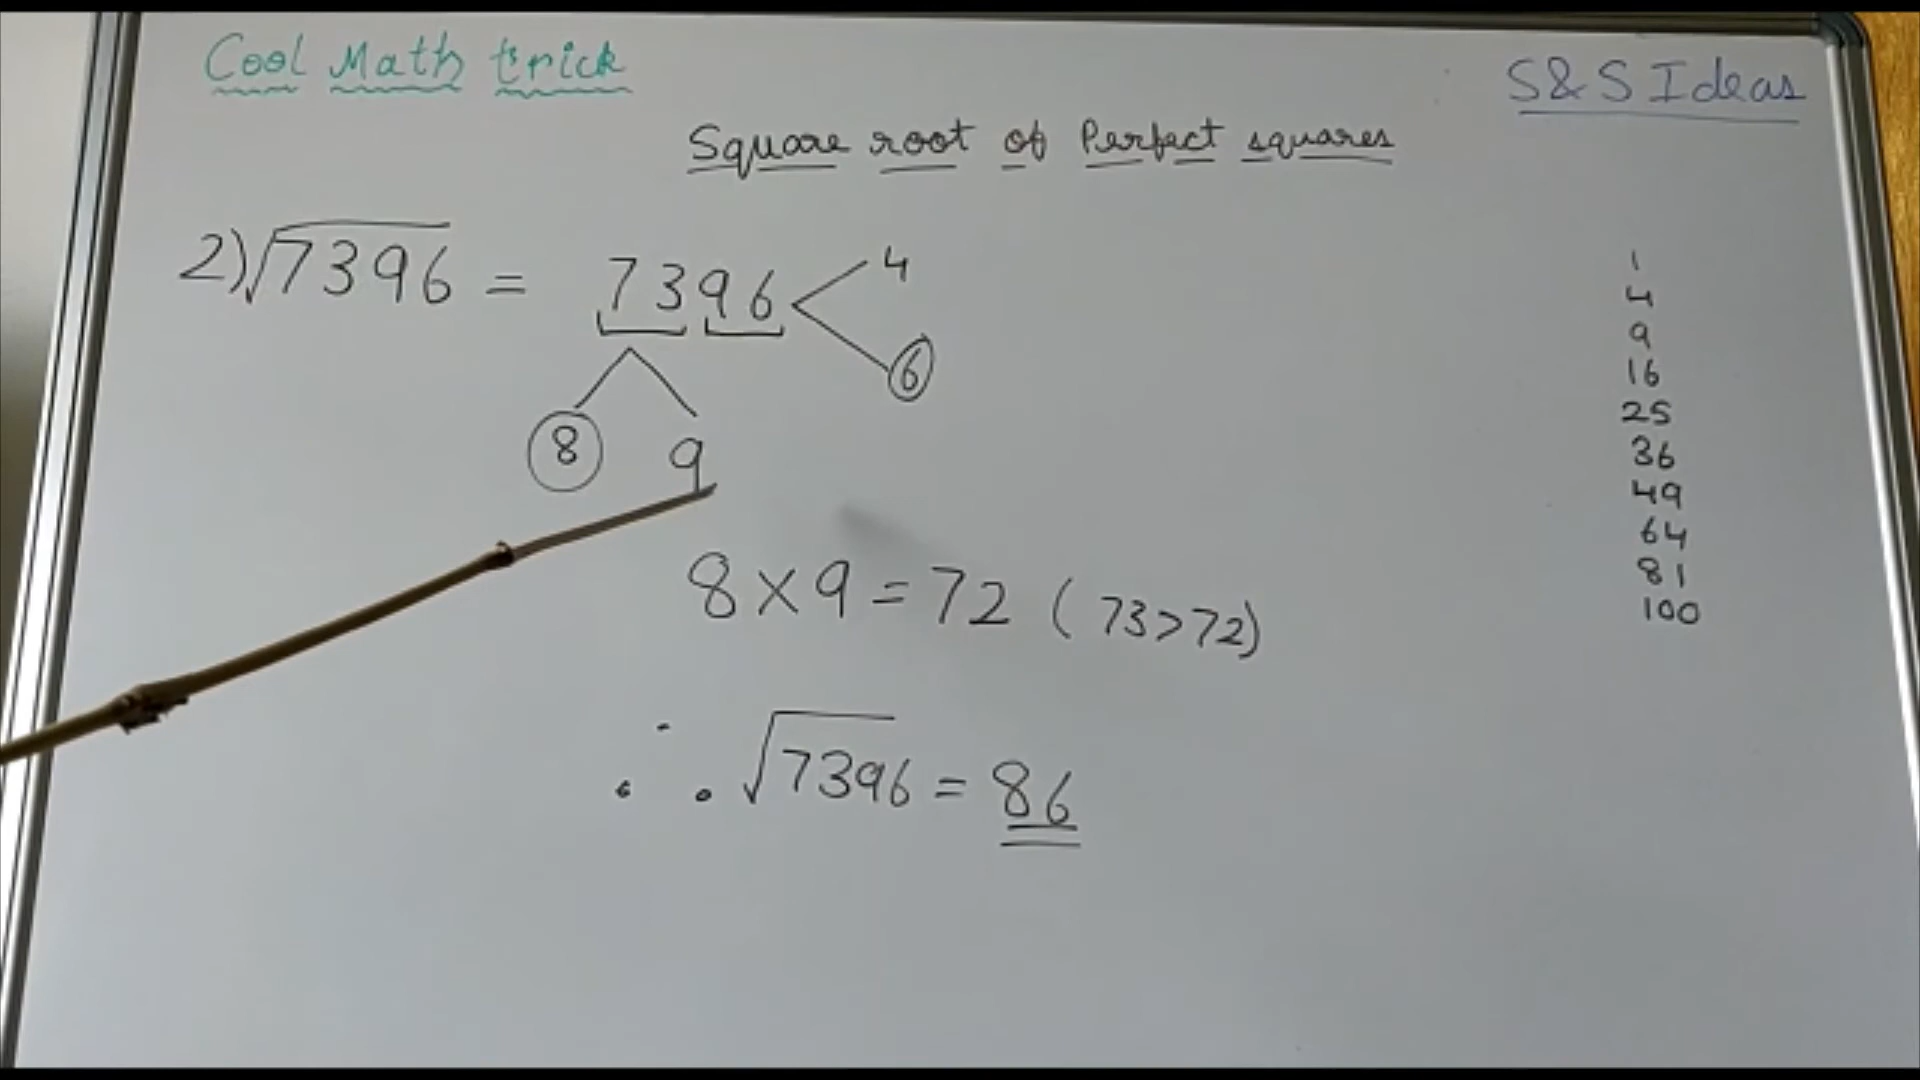 Cool Math trick
S&S Ideas
Square root of Perfect squares
2) √7396 = 7396 < 4
6
8 9
8 × 9 = 72 ( 73 > 72 )
∴ √7396 = 86
1
4
9
16
25
36
49
64
81
100